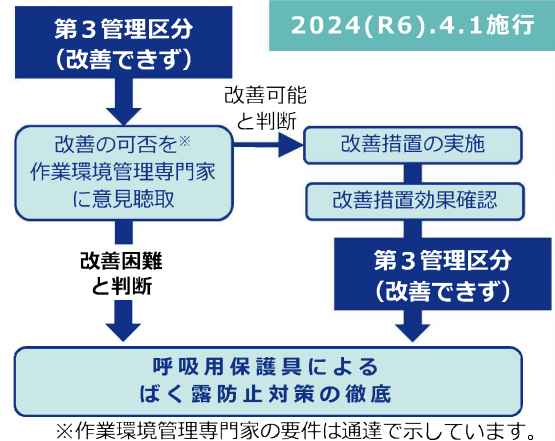 2024(R6).4.1施行
第３管理区分
（改善できず）
改善可能
と判断
改善の可否を※
作業環境管理専門家
に意見聴取
改善措置の実施
改善措置効果確認
改善困難
と判断
第３管理区分
（改善できず）
呼吸用保護具による
ばく露防止対策の徹底
※作業環境管理専門家の要件は通達で示しています。